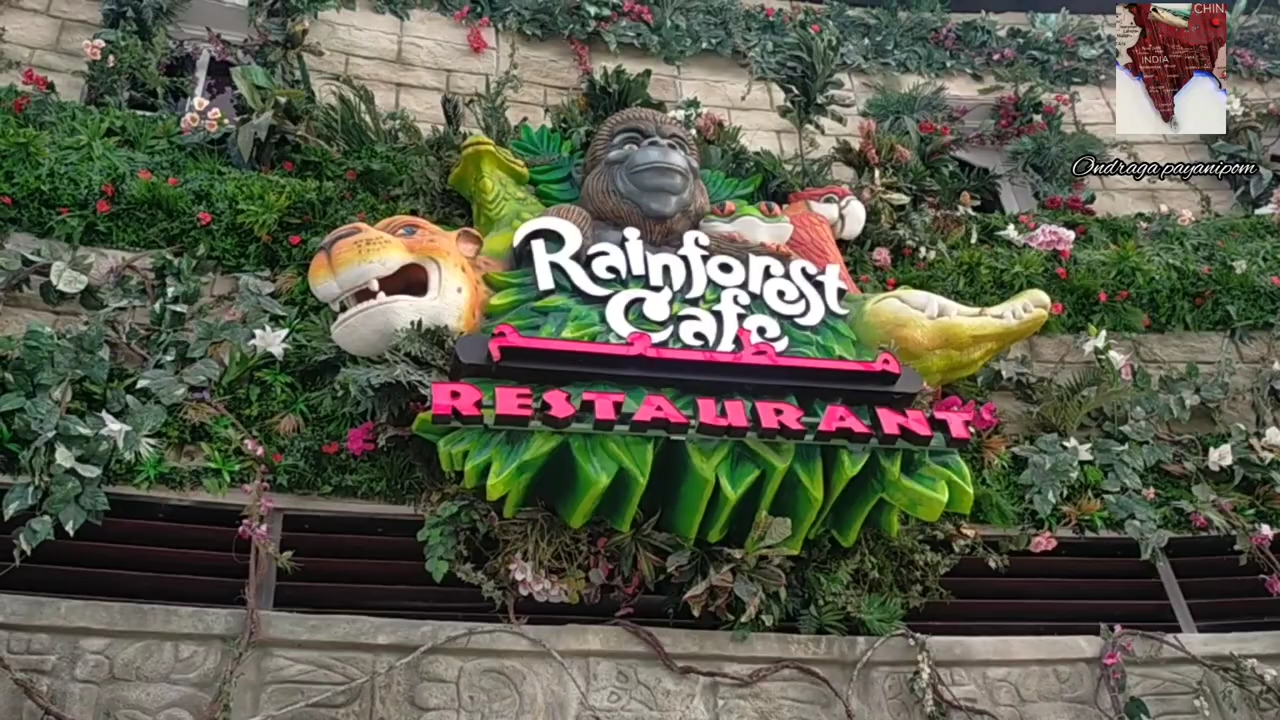 CHIN
INDIA
Ondraga payanipom
Rainforest
Cafe
RESTAURANT